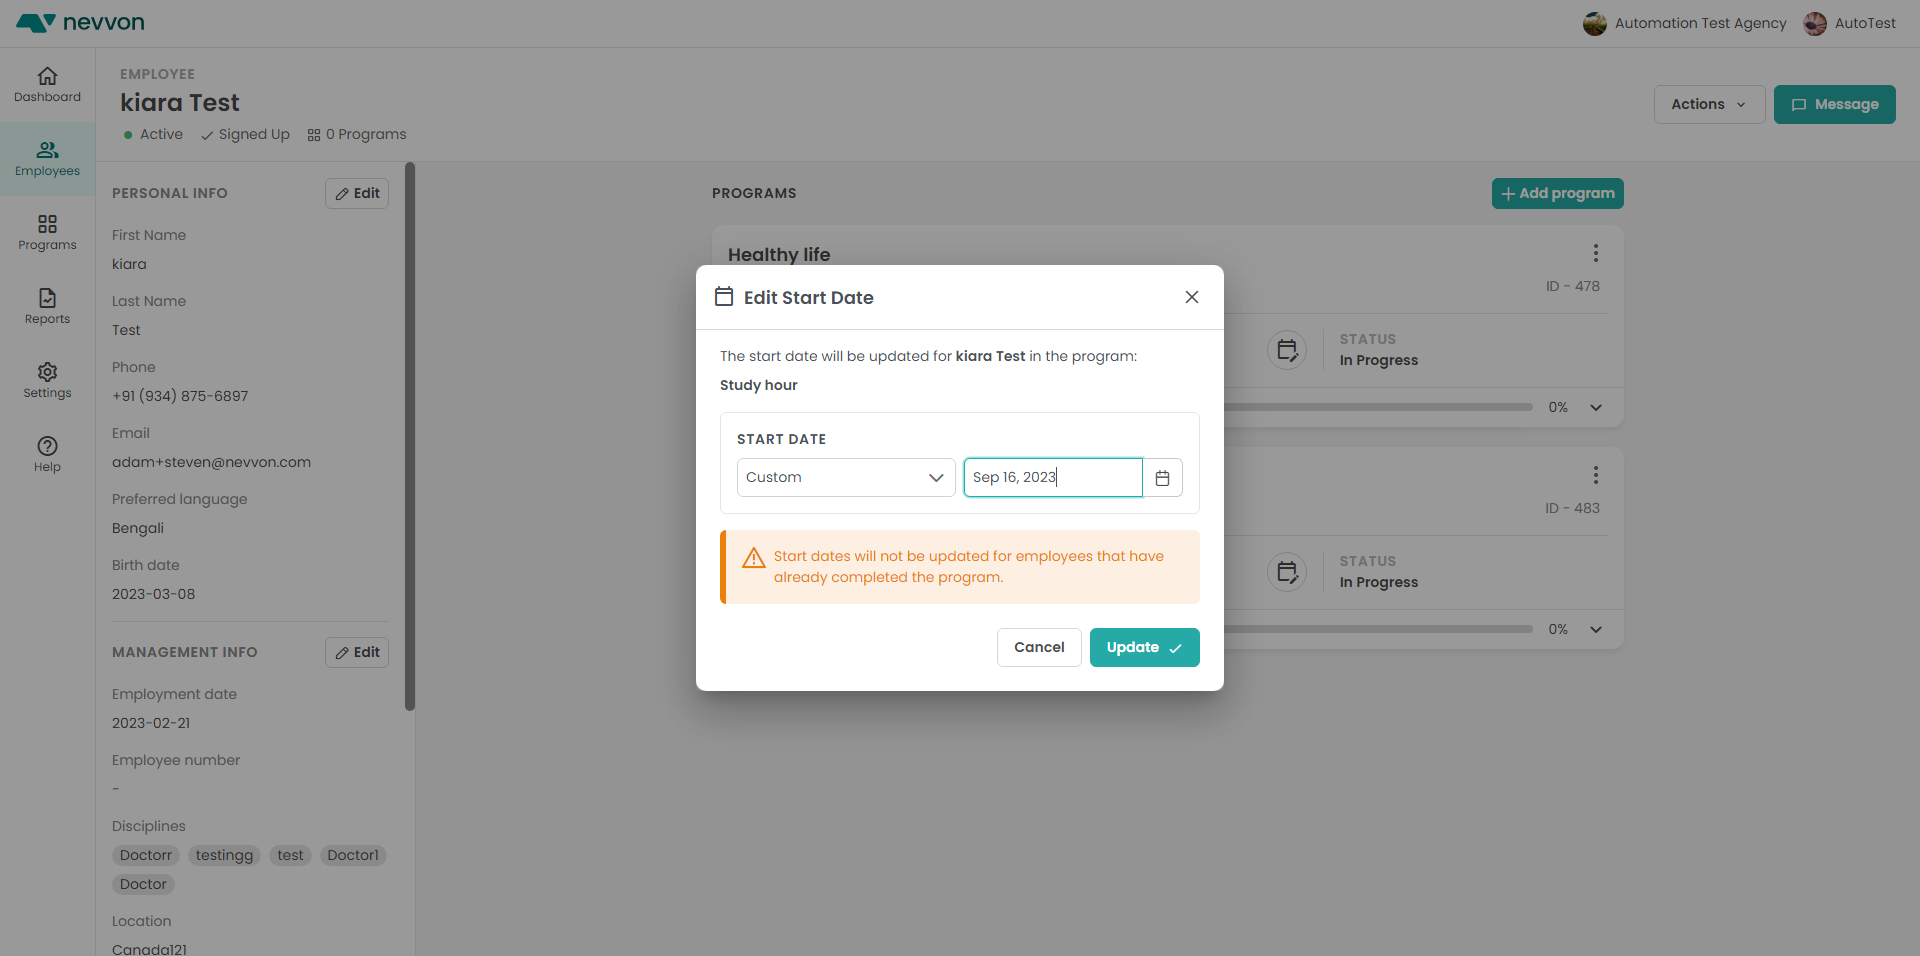 nevvon
Automation Test Agency
AutoTest
Dashboard
Employees
Programs
Reports
Settings
Help
EMPLOYEE
kiara Test
Active
Signed Up
0 Programs
Actions
Message
PERSONAL INFO
Edit
First Name
kiara
Last Name
Test
Phone
+91 (934) 875-6897
Email
adam+steven@nevvon.com
Preferred language
Bengali
Birth date
2023-03-08
MANAGEMENT INFO
Edit
Employment date
2023-02-21
Employee number
-
Disciplines
Doctorr testingg test Doctor1
Doctor
Location
Canada121
PROGRAMS
+ Add program
Healthy life
ID - 478
STATUS
In Progress
0%
ID - 483
STATUS
In Progress
0%
Edit Start Date
The start date will be updated for kiara Test in the program:
Study hour
START DATE
Custom
Sep 16, 2023
Start dates will not be updated for employees that have
already completed the program.
Cancel
Update